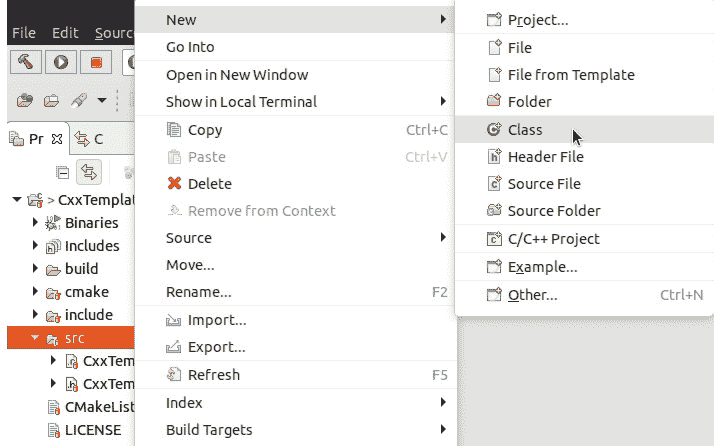 File Edit Source
Pr C
> CxxTemplat
Binaries
Includes
build
cmake
include
src
CxxTem
CxxTem
CMakeList
LICENSE
New
Go Into
Open in New Window
Show in Local Terminal
Copy Ctrl+C
Paste Ctrl+V
Delete
Remove from Context
Source
Move...
Rename... F2
Import...
Export...
Refresh F5
Index
Build Targets
Project...
File
File from Template
Folder
Class
Header File
Source File
Source Folder
C/C++ Project
Example...
Other... Ctrl+N